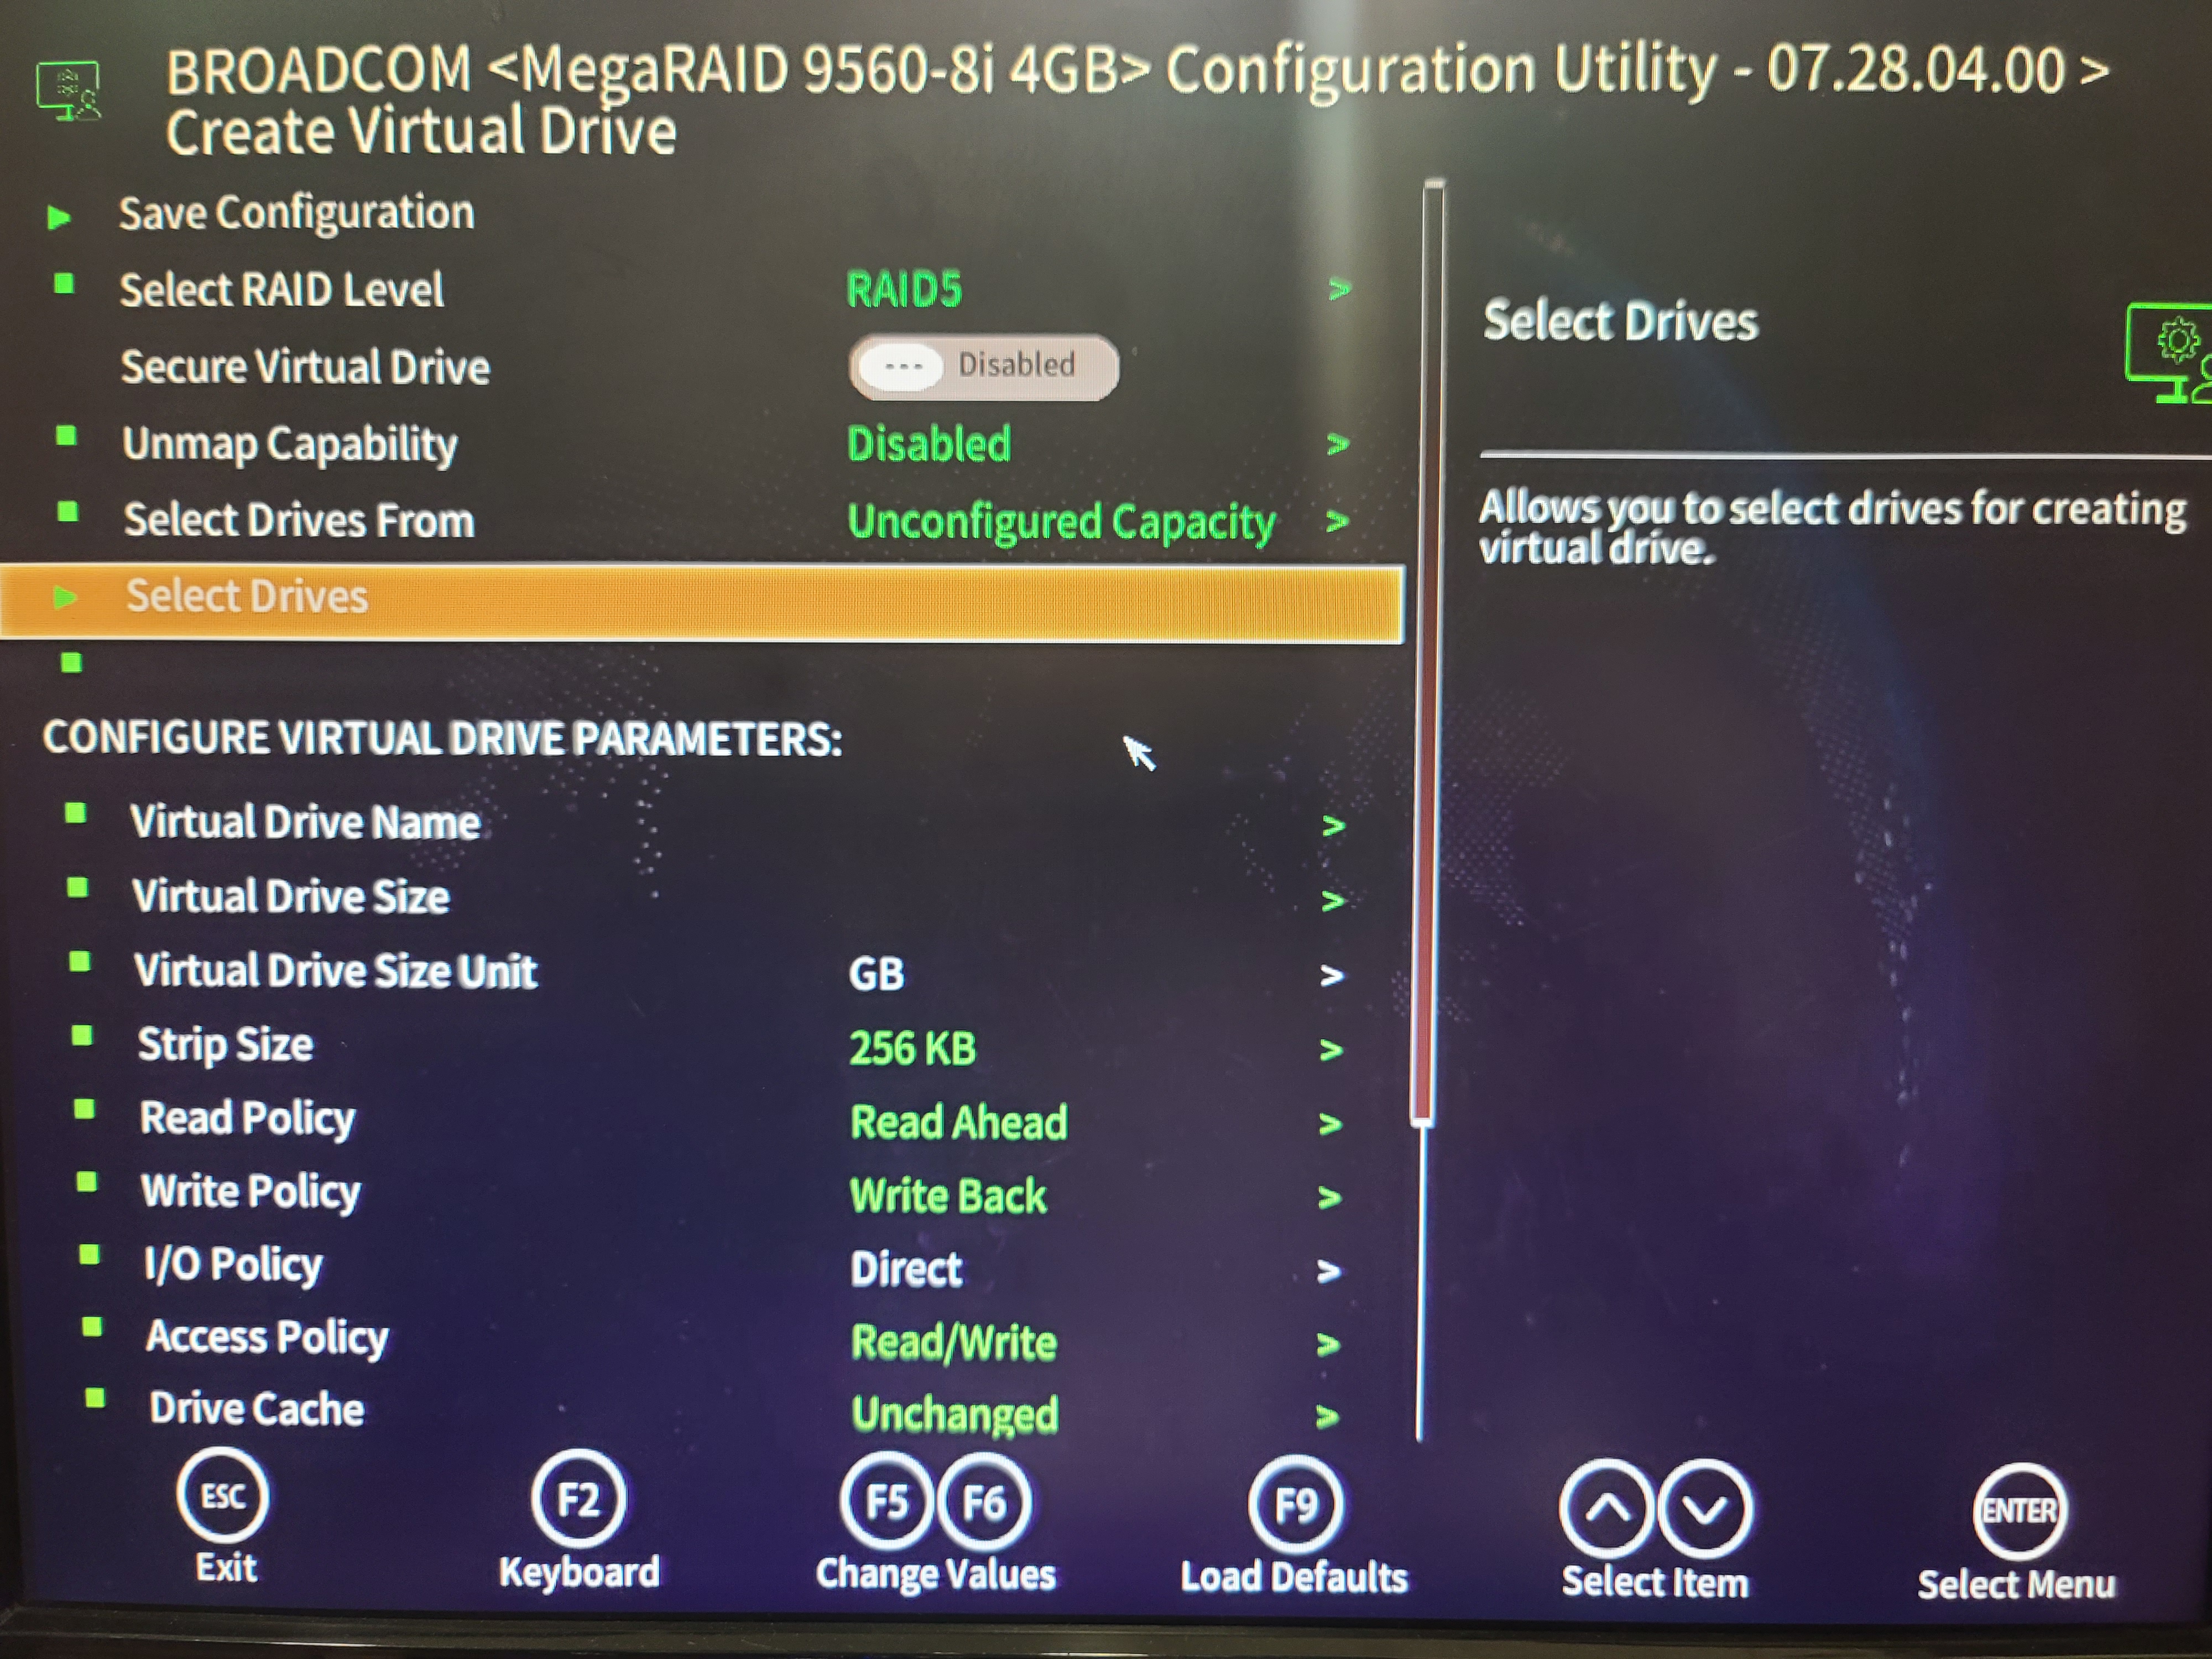 BROADCOM <MegaRAID 9560-8i 4GB> Configuration Utility - 07.28.04.00 >
Create Virtual Drive
Save Configuration
Select RAID Level RAID5 >
Secure Virtual Drive --- Disabled
Unmap Capability Disabled >
Select Drives From Unconfigured Capacity >
Select Drives
CONFIGURE VIRTUAL DRIVE PARAMETERS:
Virtual Drive Name >
Virtual Drive Size >
Virtual Drive Size Unit GB >
Strip Size 256 KB >
Read Policy Read Ahead >
Write Policy Write Back >
I/O Policy Direct >
Access Policy Read/Write >
Drive Cache Unchanged >
Select Drives
Allows you to select drives for creating
virtual drive.
ESC F2 F5 F6 F9 ENTER
Exit Keyboard Change Values Load Defaults Select Item Select Menu